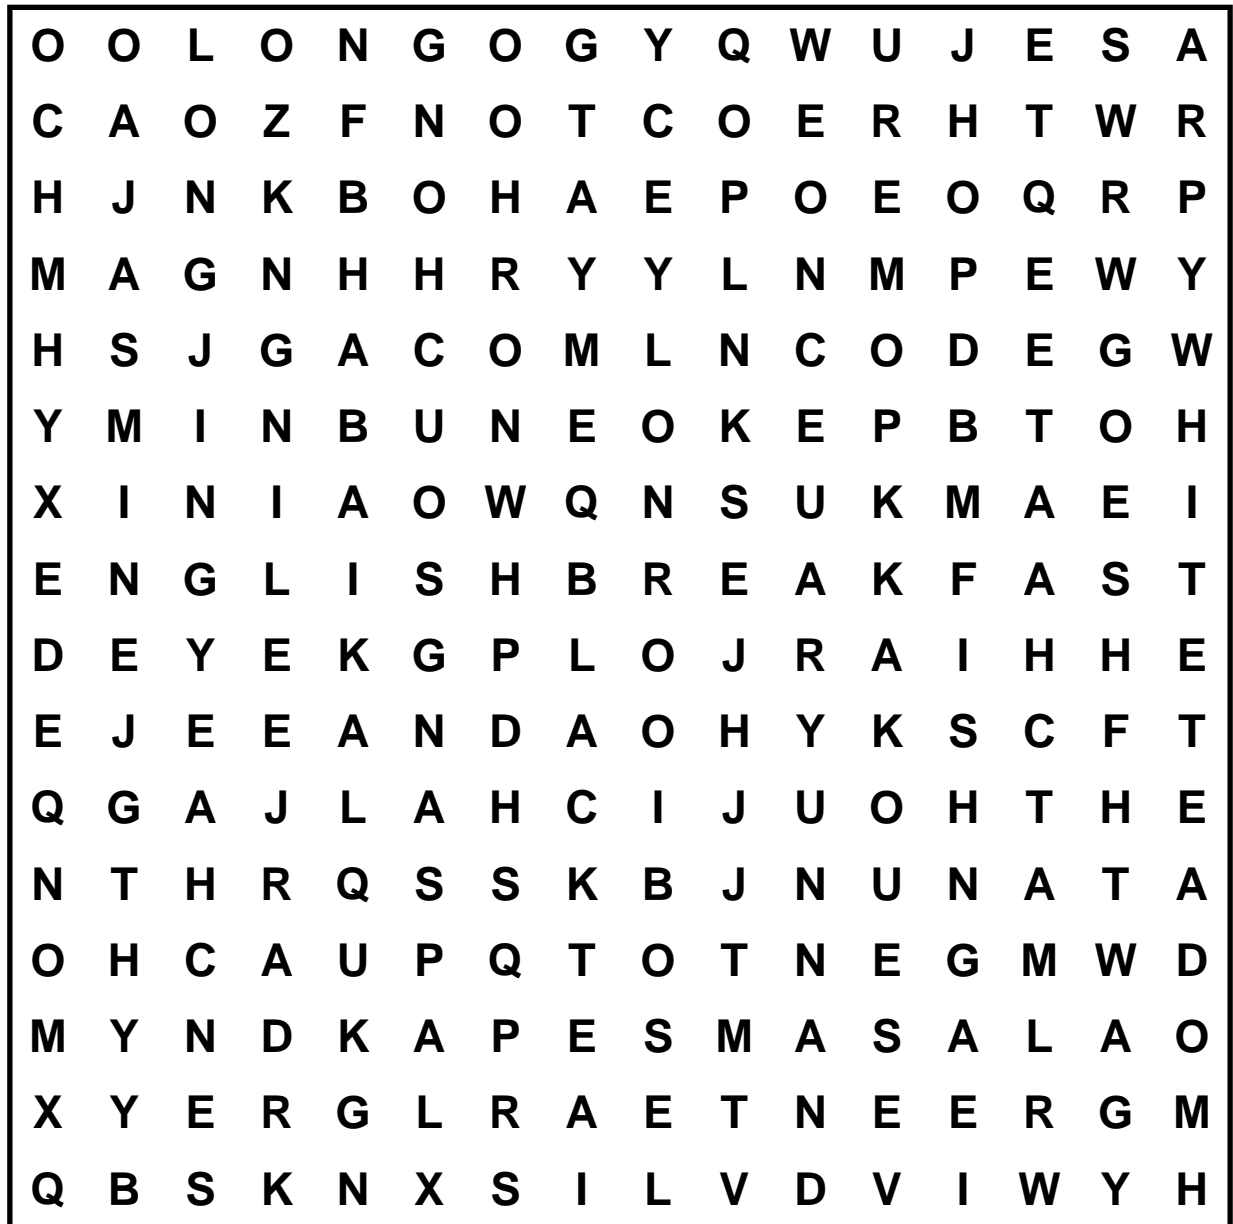 O O L O N G O G Y Q W U J E S A
C A O Z F N O T C O E R H T W R
H J N K B O H A E P O E O Q R P
M A G N H H R Y Y L N M P E W Y
H S J G A C O M L N C O D E G W
Y M I N B U N E O K E P B T O H
X I N I A O W Q N S U K M A E I
E N G L I S H B R E A K F A S T
D E Y E K G P L O J R A I H H E
E J E E A N D A O H Y K S C F T
Q G A J L A H C I J U O H T H E
N T H R Q S S K B J N U N A T A
O H C A U P Q T O T N E G M W D
M Y N D K A P E S M A S A L A O
X Y E R G L R A E T N E E R G M
Q B S K N X S I L V D V I W Y H